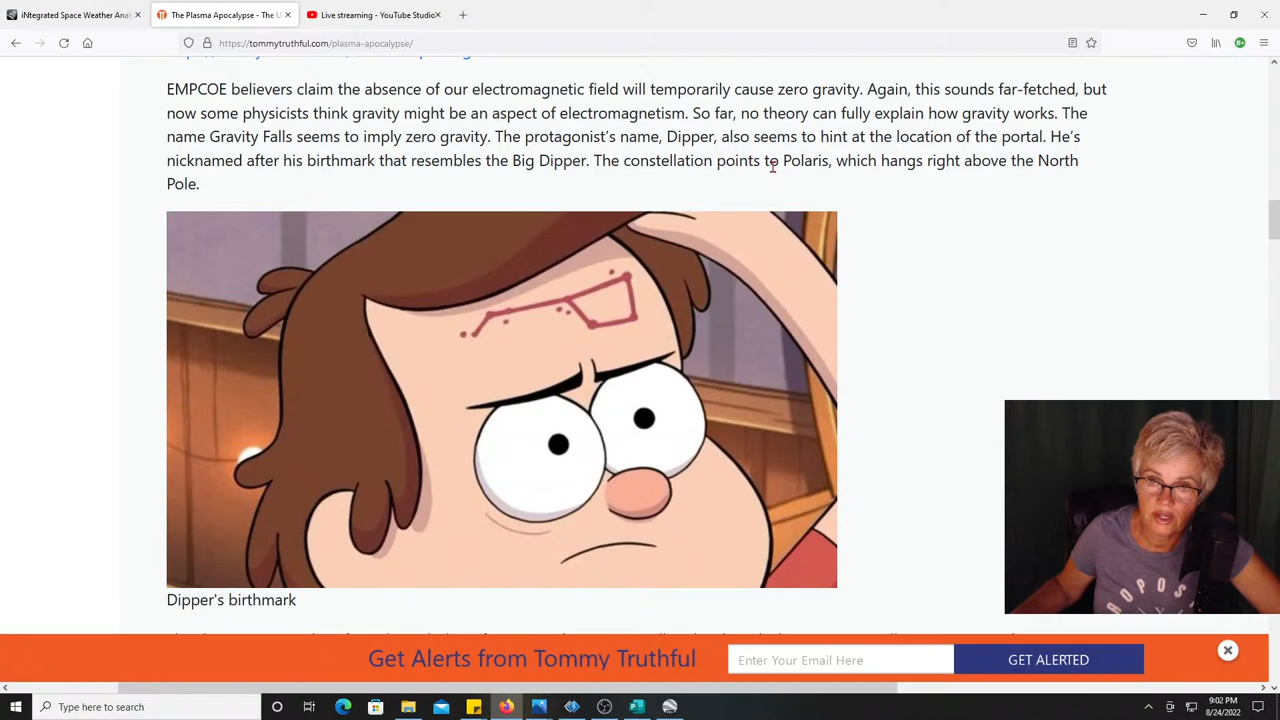 iNtegrated Space Weather Anal
The Plasma Apocalypse - The U
Live streaming - YouTube Studio
https://tommytruthful.com/plasma-apocalypse/
EMPCOE believers claim the absence of our electromagnetic field will temporarily cause zero gravity. Again, this sounds far-fetched, but
now some physicists think gravity might be an aspect of electromagnetism. So far, no theory can fully explain how gravity works. The
name Gravity Falls seems to imply zero gravity. The protagonist's name, Dipper, also seems to hint at the location of the portal. He's
nicknamed after his birthmark that resembles the Big Dipper. The constellation points to Polaris, which hangs right above the North
Pole.
Dipper's birthmark
Get Alerts from Tommy Truthful
Enter Your Email Here
GET ALERTED
Type here to search
9:02 PM
8/24/2022